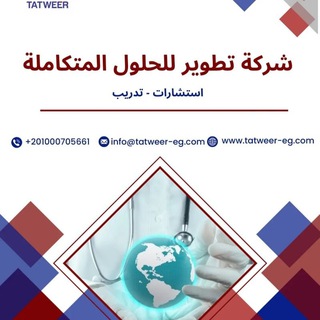 TATWEER
شركة تطوير للحلول المتكاملة
استشارات - تدريب
+201000705661 info@tatweer-eg.com www.tatweer-eg.com